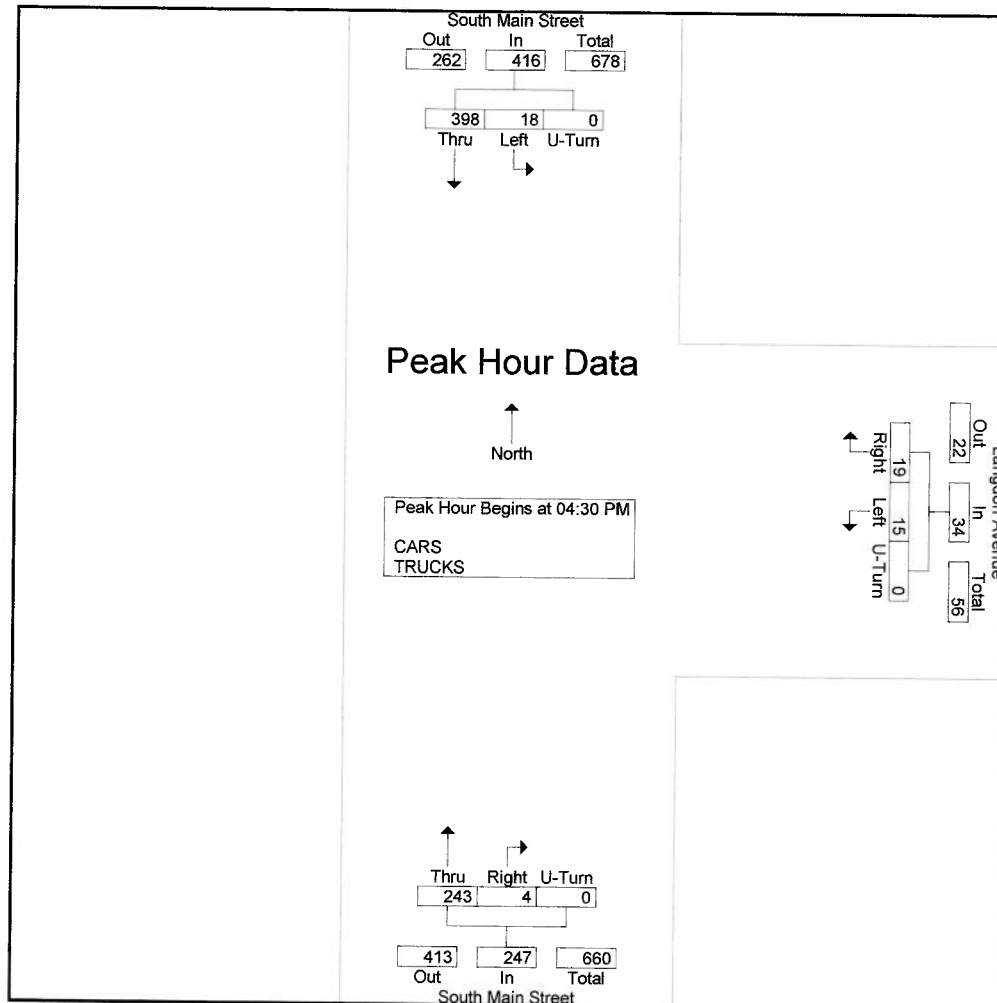 South Main Street
Out In Total
262 416 678
398 18 0
Thru Left U-Turn
Peak Hour Data
North
Peak Hour Begins at 04:30 PM
CARS
TRUCKS
Out In Total
22 34 56
19 15 0
Right Left U-Turn
Thru Right U-Turn
243 4 0
413 247 660
Out In Total
South Main Street